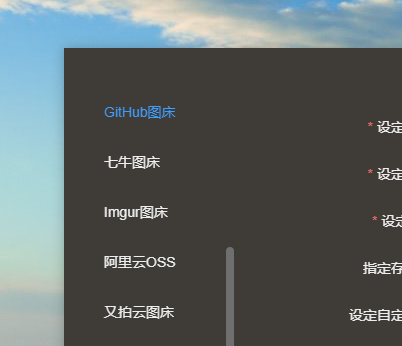 GitHub图床
* 设定
七牛图床
* 设定
Imgur图床
* 设
阿里云OSS
指定存
又拍云图床
设定自定